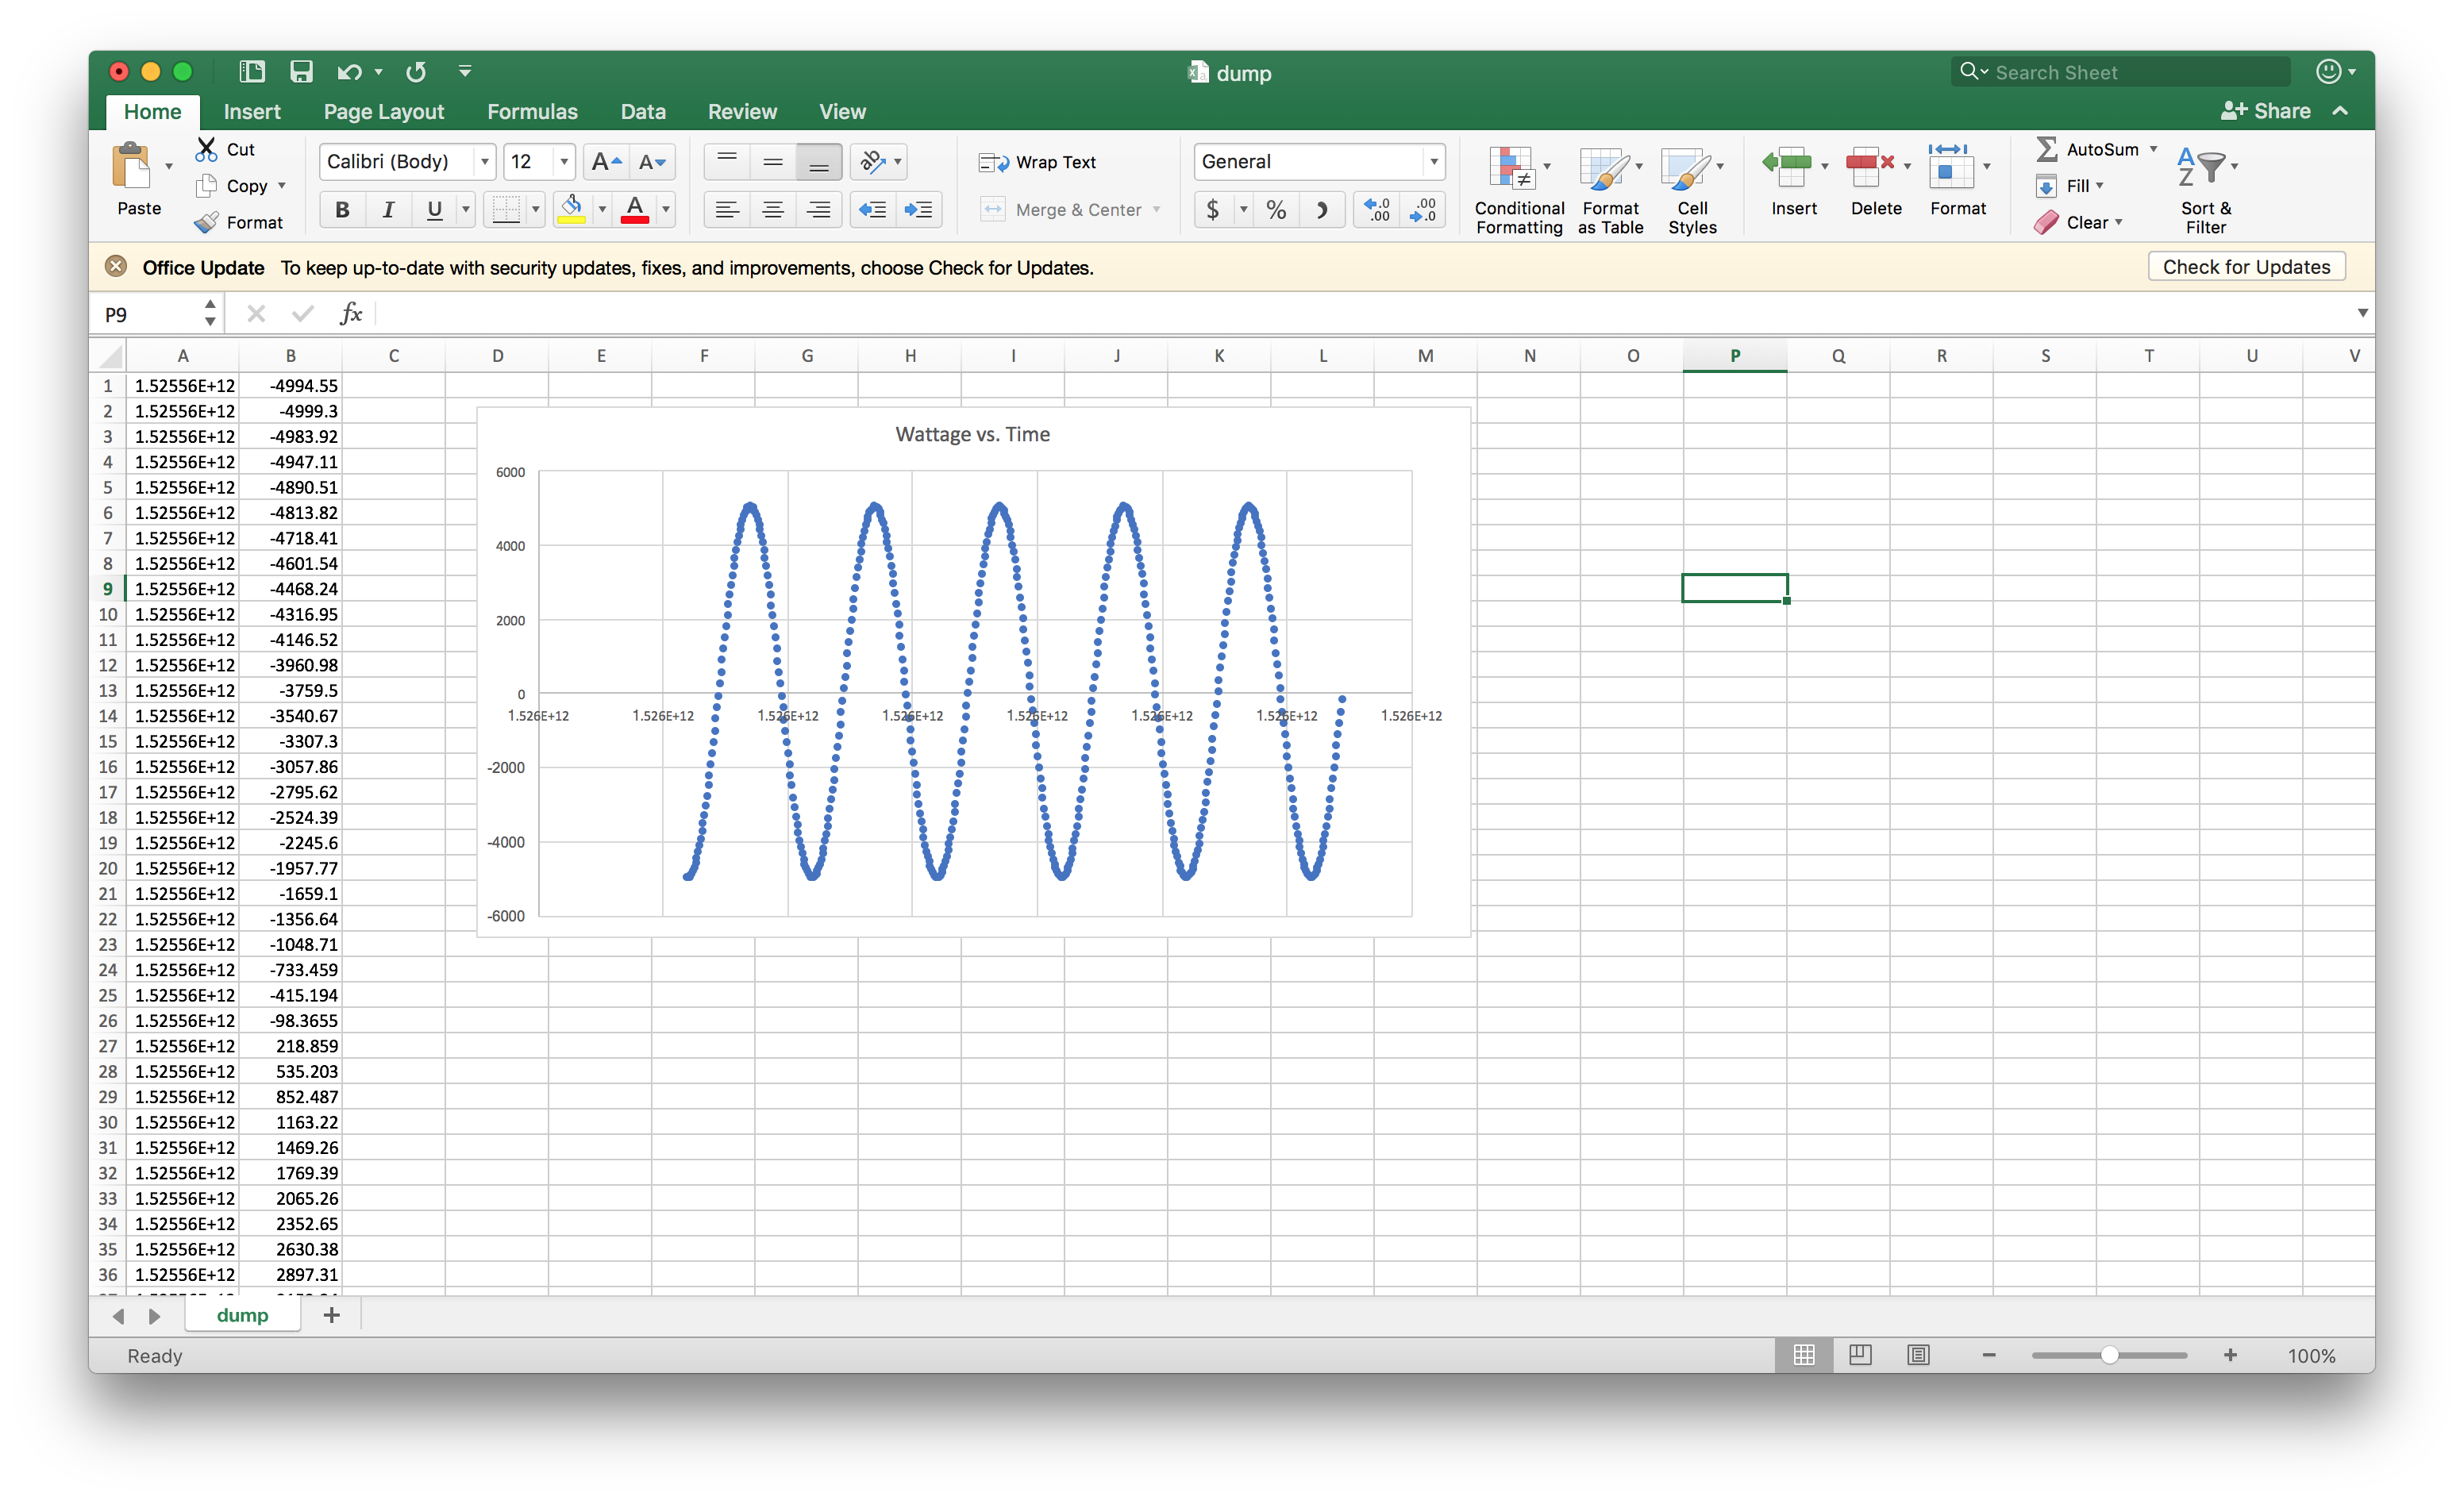 dump
Search Sheet
Home Insert Page Layout Formulas Data Review View
Share
Paste
Cut
Copy
Format
Calibri (Body) 12
B I U
Wrap Text
Merge & Center
General
$ %
Conditional Formatting
Format as Table
Cell Styles
Insert
Delete
Format
AutoSum
Fill
Clear
Sort & Filter
Office Update To keep up-to-date with security updates, fixes, and improvements, choose Check for Updates.
Check for Updates
P9 fx
A B C D E F G H I J K L M N O P Q R S T U V
1 1.52556E+12 -4994.55
2 1.52556E+12 -4999.3
3 1.52556E+12 -4983.92
4 1.52556E+12 -4947.11
5 1.52556E+12 -4890.51
6 1.52556E+12 -4813.82
7 1.52556E+12 -4718.41
8 1.52556E+12 -4601.54
9 1.52556E+12 -4468.24
10 1.52556E+12 -4316.95
11 1.52556E+12 -4146.52
12 1.52556E+12 -3960.98
13 1.52556E+12 -3759.5
14 1.52556E+12 -3540.67
15 1.52556E+12 -3307.3
16 1.52556E+12 -3057.86
17 1.52556E+12 -2795.62
18 1.52556E+12 -2524.39
19 1.52556E+12 -2245.6
20 1.52556E+12 -1957.77
21 1.52556E+12 -1659.1
22 1.52556E+12 -1356.64
23 1.52556E+12 -1048.71
24 1.52556E+12 -733.459
25 1.52556E+12 -415.194
26 1.52556E+12 -98.3655
27 1.52556E+12 218.859
28 1.52556E+12 535.203
29 1.52556E+12 852.487
30 1.52556E+12 1163.22
31 1.52556E+12 1469.26
32 1.52556E+12 1769.39
33 1.52556E+12 2065.26
34 1.52556E+12 2352.65
35 1.52556E+12 2630.38
36 1.52556E+12 2897.31
Wattage vs. Time
6000
4000
2000
0
1.526E+12 1.526E+12 1.526E+12 1.526E+12 1.526E+12 1.526E+12 1.526E+12 1.526E+12
-2000
-4000
-6000
dump
Ready
100%